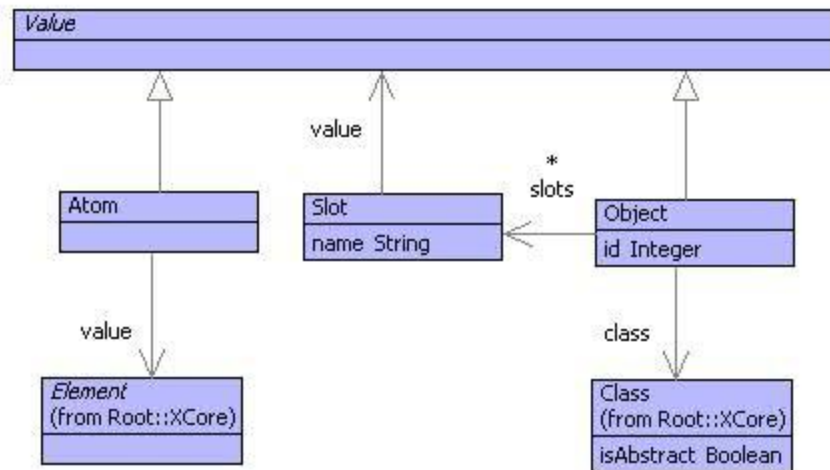 Value
value
*
slots
Atom
Slot
name String
Object
id Integer
value
class
Element
(from Root::XCore)
Class
(from Root::XCore)
isAbstract Boolean